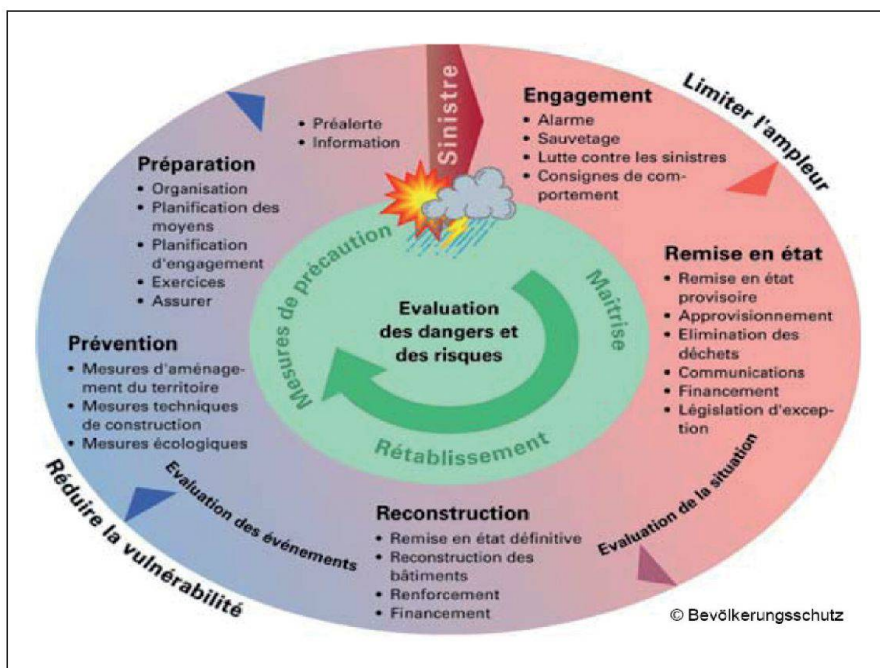 Sinistre
Engagement
• Alarme
• Sauvetage
• Lutte contre les sinistres
• Consignes de com-
portement
Limiter l'ampleur
Remise en état
• Remise en état
provisoire
• Approvisionnement
• Elimination des
déchets
• Communications
• Financement
• Législation d'excep-
tion
Evaluation de la situation
Reconstruction
• Remise en état définitive
• Reconstruction des
bâtiments
• Renforcement
• Financement
Evaluation des événements
Réduire la vulnérabilité
Prévention
• Mesures d'aménage-
ment du territoire
• Mesures techniques
de construction
• Mesures écologiques
Préparation
• Organisation
• Planification des
moyens
• Planification
d'engagement
• Exercices
• Assurer
• Préalerte
• Information
Mesures de précaution
Maîtrise
Rétablissement
Evaluation
des dangers et
des risques
© Bevölkerungsschutz